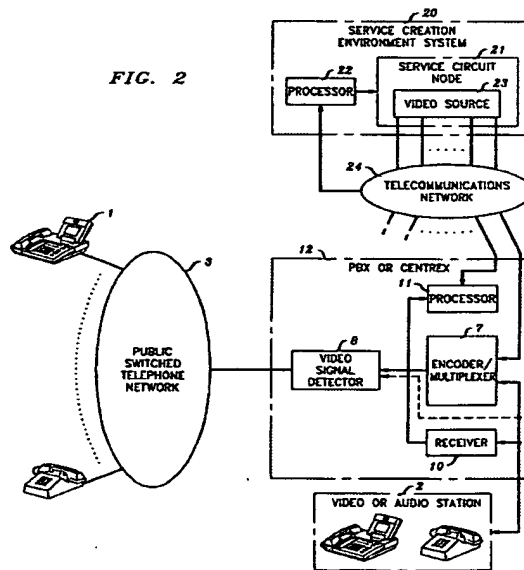 FIG. 2
20
SERVICE CREATION
ENVIRONMENT SYSTEM
21
SERVICE CIRCUIT
NODE
22
PROCESSOR
23
VIDEO SOURCE
24
TELECOMMUNICATIONS
NETWORK
1
3
PUBLIC
SWITCHED
TELEPHONE
NETWORK
12
PBX OR CENTREX
11
PROCESSOR
8
VIDEO
SIGNAL
DETECTOR
7
ENCODER/
MULTIPLEXER
RECEIVER
10
2
VIDEO OR AUDIO STATION